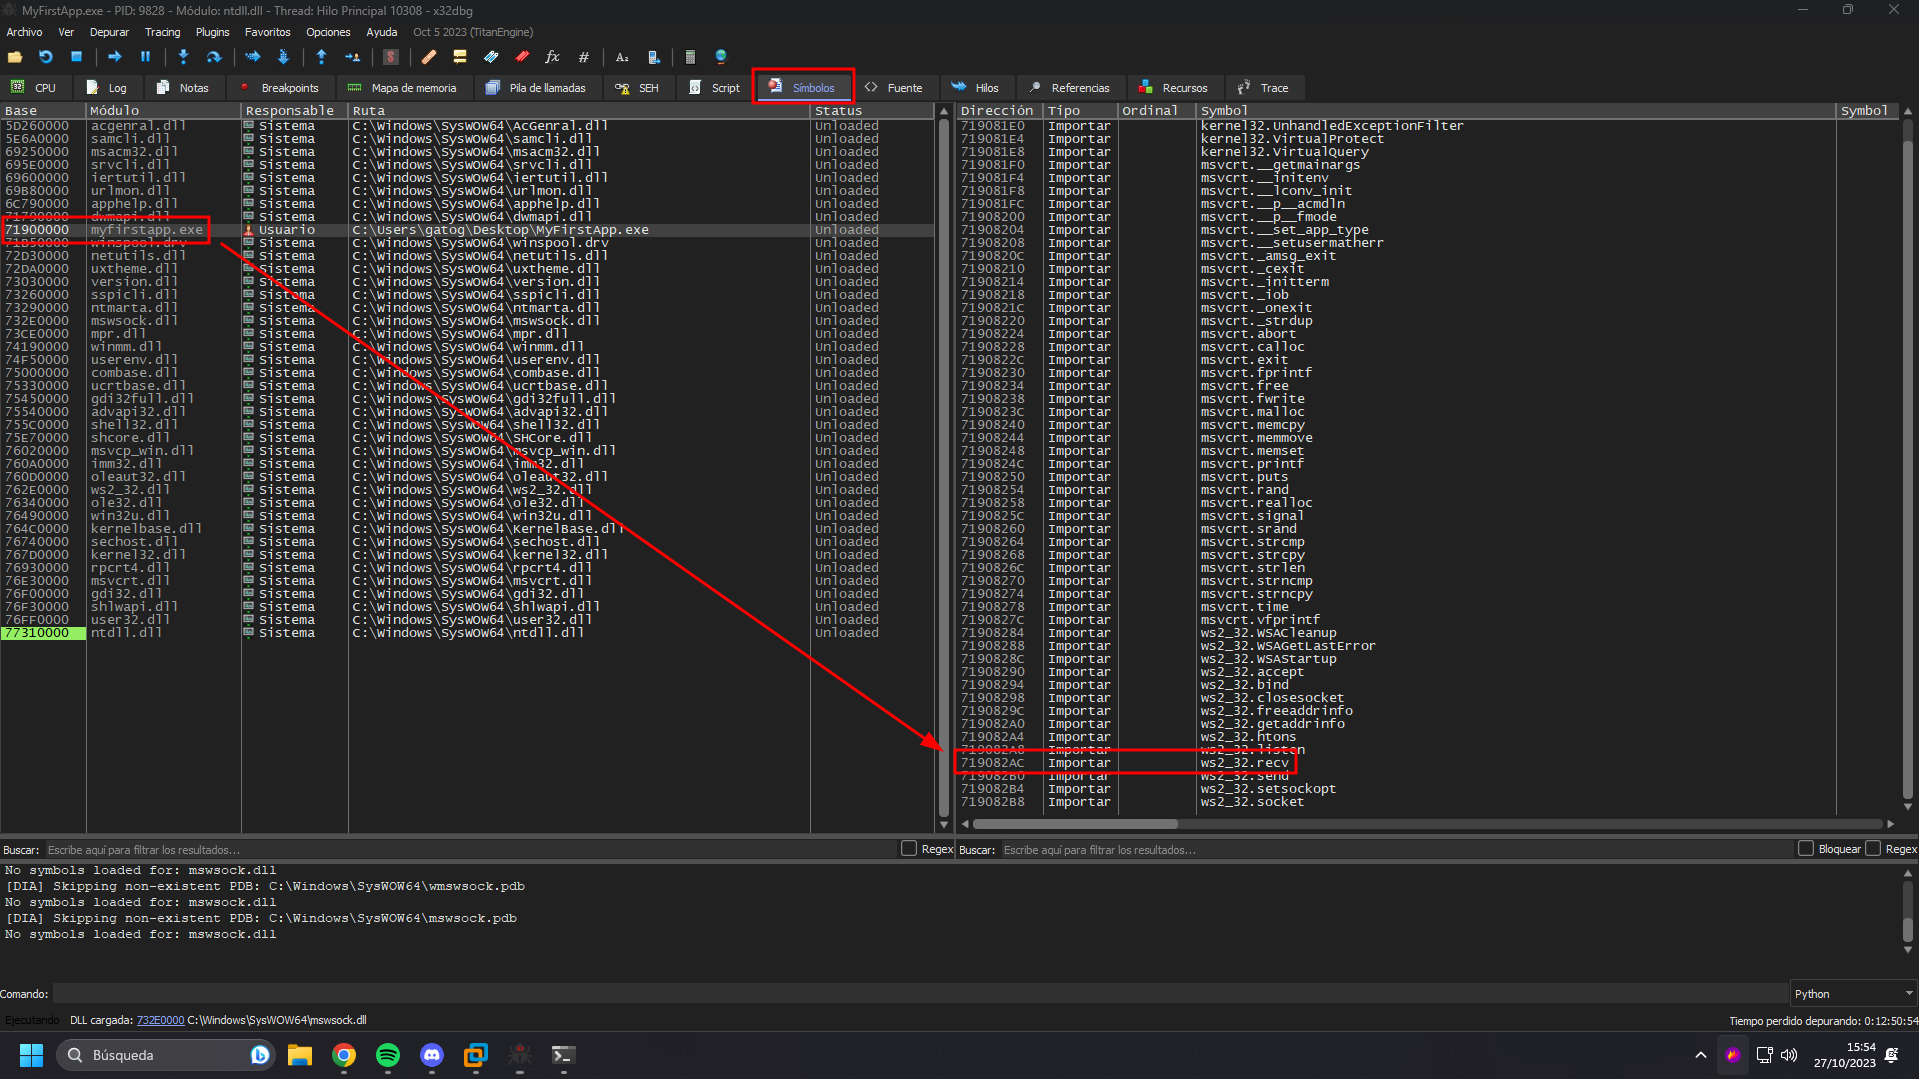 MyFirstApp.exe - PID: 9828 - Módulo: ntdll.dll - Thread: Hilo Principal 10308 - x32dbg
Archivo Ver Depurar Tracing Plugins Favoritos Opciones Ayuda Oct 5 2023 (TitanEngine)
CPU Log Notas Breakpoints Mapa de memoria Pila de llamadas SEH Script Símbolos Fuente Hilos Referencias Recursos Trace
Base Módulo Responsable Ruta Status
5D260000 acgenral.dll Sistema C:\Windows\SysWOW64\AcGenral.dll Unloaded
5E6A0000 samcli.dll Sistema C:\Windows\SysWOW64\samcli.dll Unloaded
69250000 msacm32.dll Sistema C:\Windows\SysWOW64\msacm32.dll Unloaded
695E0000 srvcli.dll Sistema C:\Windows\SysWOW64\srvcli.dll Unloaded
69600000 iertutil.dll Sistema C:\Windows\SysWOW64\iertutil.dll Unloaded
69B80000 urlmon.dll Sistema C:\Windows\SysWOW64\urlmon.dll Unloaded
6C790000 apphelp.dll Sistema C:\Windows\SysWOW64\apphelp.dll Unloaded
71790000 dwmapi.dll Sistema C:\Windows\SysWOW64\dwmapi.dll Unloaded
71900000 myfirstapp.exe Usuario C:\Users\gatog\Desktop\MyFirstApp.exe Unloaded
71B50000 winspool.drv Sistema C:\Windows\SysWOW64\winspool.drv Unloaded
72D30000 netutils.dll Sistema C:\Windows\SysWOW64\netutils.dll Unloaded
72DA0000 uxtheme.dll Sistema C:\Windows\SysWOW64\uxtheme.dll Unloaded
73030000 version.dll Sistema C:\Windows\SysWOW64\version.dll Unloaded
73260000 sspicli.dll Sistema C:\Windows\SysWOW64\sspicli.dll Unloaded
73290000 ntmarta.dll Sistema C:\Windows\SysWOW64\ntmarta.dll Unloaded
732E0000 mswsock.dll Sistema C:\Windows\SysWOW64\mswsock.dll Unloaded
73CE0000 mpr.dll Sistema C:\Windows\SysWOW64\mpr.dll Unloaded
74190000 winmm.dll Sistema C:\Windows\SysWOW64\winmm.dll Unloaded
74F50000 userenv.dll Sistema C:\Windows\SysWOW64\userenv.dll Unloaded
75000000 combase.dll Sistema C:\Windows\SysWOW64\combase.dll Unloaded
75330000 ucrtbase.dll Sistema C:\Windows\SysWOW64\ucrtbase.dll Unloaded
75450000 gdi32full.dll Sistema C:\Windows\SysWOW64\gdi32full.dll Unloaded
75540000 advapi32.dll Sistema C:\Windows\SysWOW64\advapi32.dll Unloaded
755C0000 shell32.dll Sistema C:\Windows\SysWOW64\shell32.dll Unloaded
75E70000 shcore.dll Sistema C:\Windows\SysWOW64\SHCore.dll Unloaded
76020000 msvcp_win.dll Sistema C:\Windows\SysWOW64\msvcp_win.dll Unloaded
760A0000 imm32.dll Sistema C:\Windows\SysWOW64\imm32.dll Unloaded
760D0000 oleaut32.dll Sistema C:\Windows\SysWOW64\oleaut32.dll Unloaded
762E0000 ws2_32.dll Sistema C:\Windows\SysWOW64\ws2_32.dll Unloaded
76340000 ole32.dll Sistema C:\Windows\SysWOW64\ole32.dll Unloaded
76490000 win32u.dll Sistema C:\Windows\SysWOW64\win32u.dll Unloaded
764C0000 kernelbase.dll Sistema C:\Windows\SysWOW64\KernelBase.dll Unloaded
76740000 sechost.dll Sistema C:\Windows\SysWOW64\sechost.dll Unloaded
767D0000 kernel32.dll Sistema C:\Windows\SysWOW64\kernel32.dll Unloaded
76930000 rpcrt4.dll Sistema C:\Windows\SysWOW64\rpcrt4.dll Unloaded
76E30000 msvcrt.dll Sistema C:\Windows\SysWOW64\msvcrt.dll Unloaded
76F00000 gdi32.dll Sistema C:\Windows\SysWOW64\gdi32.dll Unloaded
76F30000 shlwapi.dll Sistema C:\Windows\SysWOW64\shlwapi.dll Unloaded
76FF0000 user32.dll Sistema C:\Windows\SysWOW64\user32.dll Unloaded
77310000 ntdll.dll Sistema C:\Windows\SysWOW64\ntdll.dll Unloaded
Dirección Tipo Ordinal Symbol Symbol
719081E0 Importar kernel32.UnhandledExceptionFilter
719081E4 Importar kernel32.VirtualProtect
719081E8 Importar kernel32.VirtualQuery
719081F0 Importar msvcrt.__getmainargs
719081F4 Importar msvcrt.__initenv
719081F8 Importar msvcrt.__lconv_init
719081FC Importar msvcrt.__p__acmdln
71908200 Importar msvcrt.__p__fmode
71908204 Importar msvcrt.__set_app_type
71908208 Importar msvcrt.__setusermatherr
7190820C Importar msvcrt._amsg_exit
71908210 Importar msvcrt._cexit
71908214 Importar msvcrt._initterm
71908218 Importar msvcrt._iob
7190821C Importar msvcrt._onexit
71908220 Importar msvcrt._strdup
71908224 Importar msvcrt.abort
71908228 Importar msvcrt.calloc
7190822C Importar msvcrt.exit
71908230 Importar msvcrt.fprintf
71908234 Importar msvcrt.free
71908238 Importar msvcrt.fwrite
7190823C Importar msvcrt.malloc
71908240 Importar msvcrt.memcpy
71908244 Importar msvcrt.memmove
71908248 Importar msvcrt.memset
7190824C Importar msvcrt.printf
71908250 Importar msvcrt.puts
71908254 Importar msvcrt.rand
71908258 Importar msvcrt.realloc
7190825C Importar msvcrt.signal
71908260 Importar msvcrt.srand
71908264 Importar msvcrt.strcmp
71908268 Importar msvcrt.strcpy
7190826C Importar msvcrt.strlen
71908270 Importar msvcrt.strncmp
71908274 Importar msvcrt.strncpy
71908278 Importar msvcrt.time
7190827C Importar msvcrt.vfprintf
71908284 Importar ws2_32.WSACleanup
71908288 Importar ws2_32.WSAGetLastError
7190828C Importar ws2_32.WSAStartup
71908290 Importar ws2_32.accept
71908294 Importar ws2_32.bind
71908298 Importar ws2_32.closesocket
7190829C Importar ws2_32.freeaddrinfo
719082A0 Importar ws2_32.getaddrinfo
719082A4 Importar ws2_32.htons
719082A8 Importar ws2_32.listen
719082AC Importar ws2_32.recv
719082B0 Importar ws2_32.send
719082B4 Importar ws2_32.setsockopt
719082B8 Importar ws2_32.socket
Buscar: Escribe aquí para filtrar los resultados... Regex
Buscar: Escribe aquí para filtrar los resultados... Bloquear Regex
No symbols loaded for: mswsock.dll
[DIA] Skipping non-existent PDB: C:\Windows\SysWOW64\wmswsock.pdb
No symbols loaded for: mswsock.dll
[DIA] Skipping non-existent PDB: C:\Windows\SysWOW64\mswsock.pdb
No symbols loaded for: mswsock.dll
Comando: Python
Ejecutando DLL cargada: 732E0000 C:\Windows\SysWOW64\mswsock.dll Tiempo perdido depurando: 0:12:50:54
Búsqueda
15:54
27/10/2023